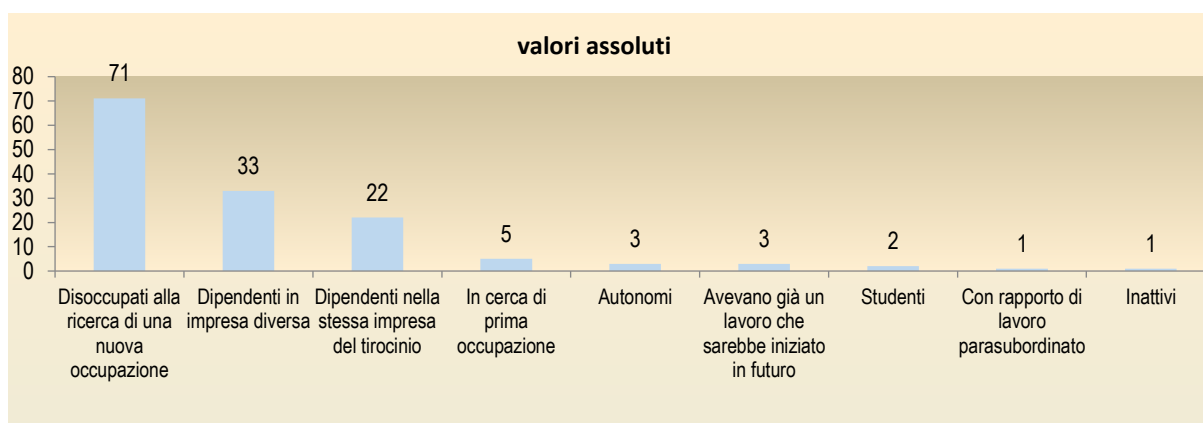 valori assoluti
80
70
60
50
40
30
20
10
0
71
33
22
5
3
3
2
1
1
Disoccupati alla
ricerca di una
nuova
occupazione
Dipendenti in
impresa diversa
Dipendenti nella
stessa impresa
del tirocinio
In cerca di
prima
occupazione
Autonomi
Avevano già un
lavoro che
sarebbe iniziato
in futuro
Studenti
Con rapporto di
lavoro
parasubordinato
Inattivi